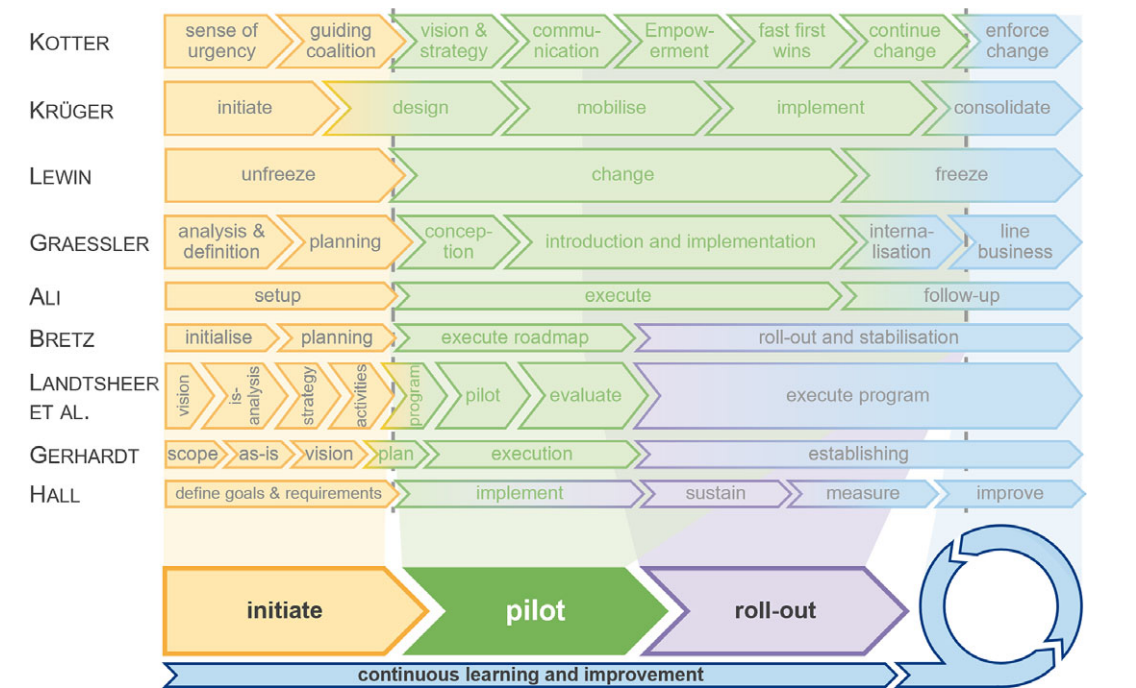 KOTTER
sense of
urgency
guiding
coalition
vision &
strategy
commu-
nication
Empow-
erment
fast first
wins
continue
change
enforce
change
KRÜGER
initiate
design
mobilise
implement
consolidate
LEWIN
unfreeze
change
freeze
GRAESSLER
analysis &
definition
planning
concep-
tion
introduction and implementation
interna-
lisation
line
business
ALI
setup
execute
follow-up
BRETZ
initialise
planning
execute roadmap
roll-out and stabilisation
LANDTSHEER
ET AL.
vision
is-
analysis
strategy
activities
program
pilot
evaluate
execute program
GERHARDT
scope
as-is
vision
plan
execution
establishing
HALL
define goals & requirements
implement
sustain
measure
improve
initiate
pilot
roll-out
continuous learning and improvement